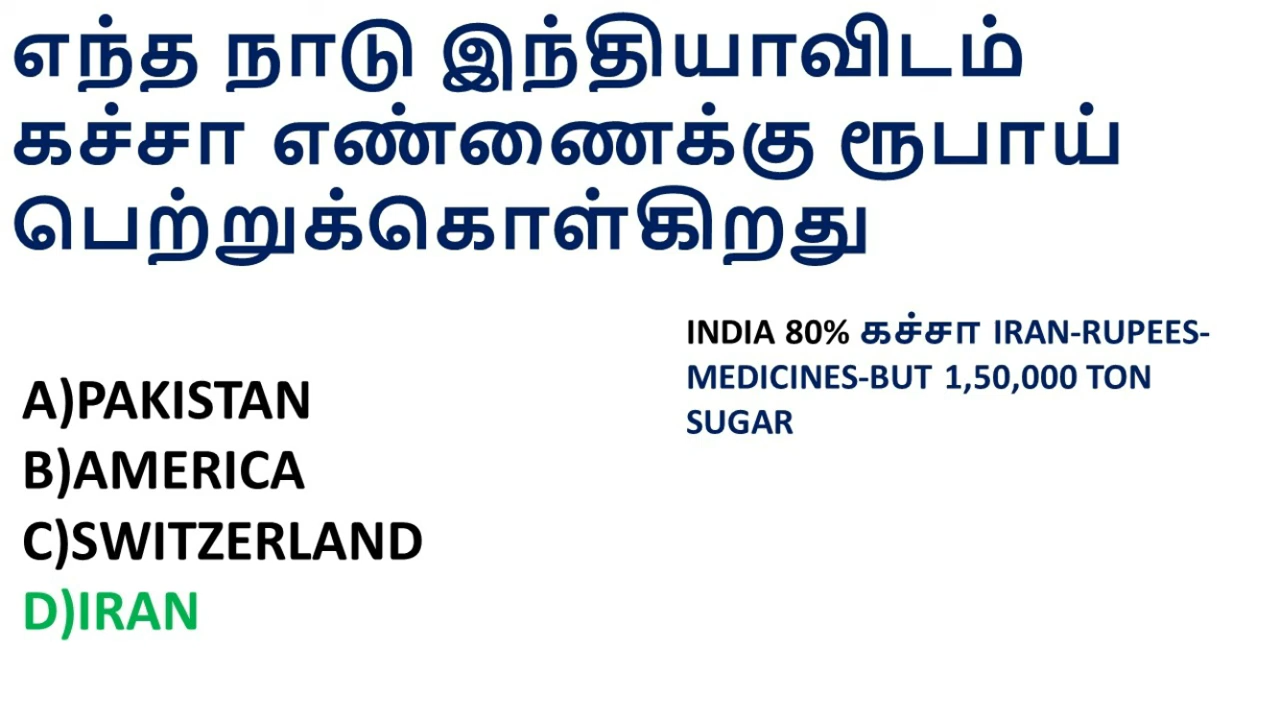 எந்த நாடு இந்தியாவிடம்
கச்சா எண்ணைக்கு ரூபாய்
பெற்றுக்கொள்கிறது
INDIA 80% கச்சா IRAN-RUPEES-
MEDICINES-BUT 1,50,000 TON
SUGAR
A)PAKISTAN
B)AMERICA
C)SWITZERLAND
D)IRAN